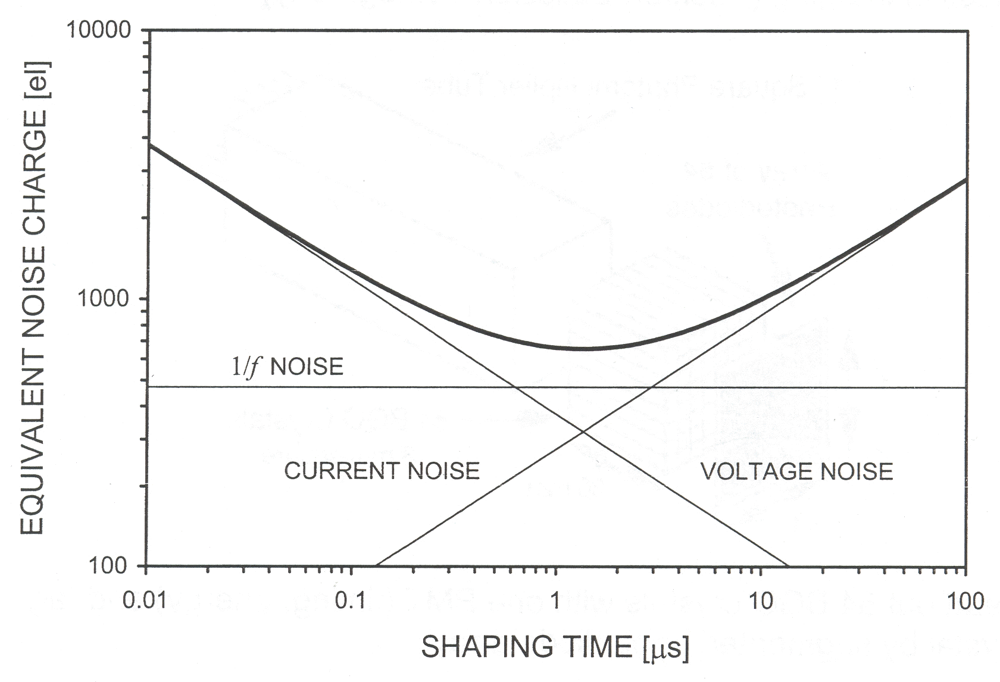 10000
1000
100
EQUIVALENT NOISE CHARGE [el]
1/f NOISE
CURRENT NOISE
VOLTAGE NOISE
0.01 0.1 1 10 100
SHAPING TIME [μs]